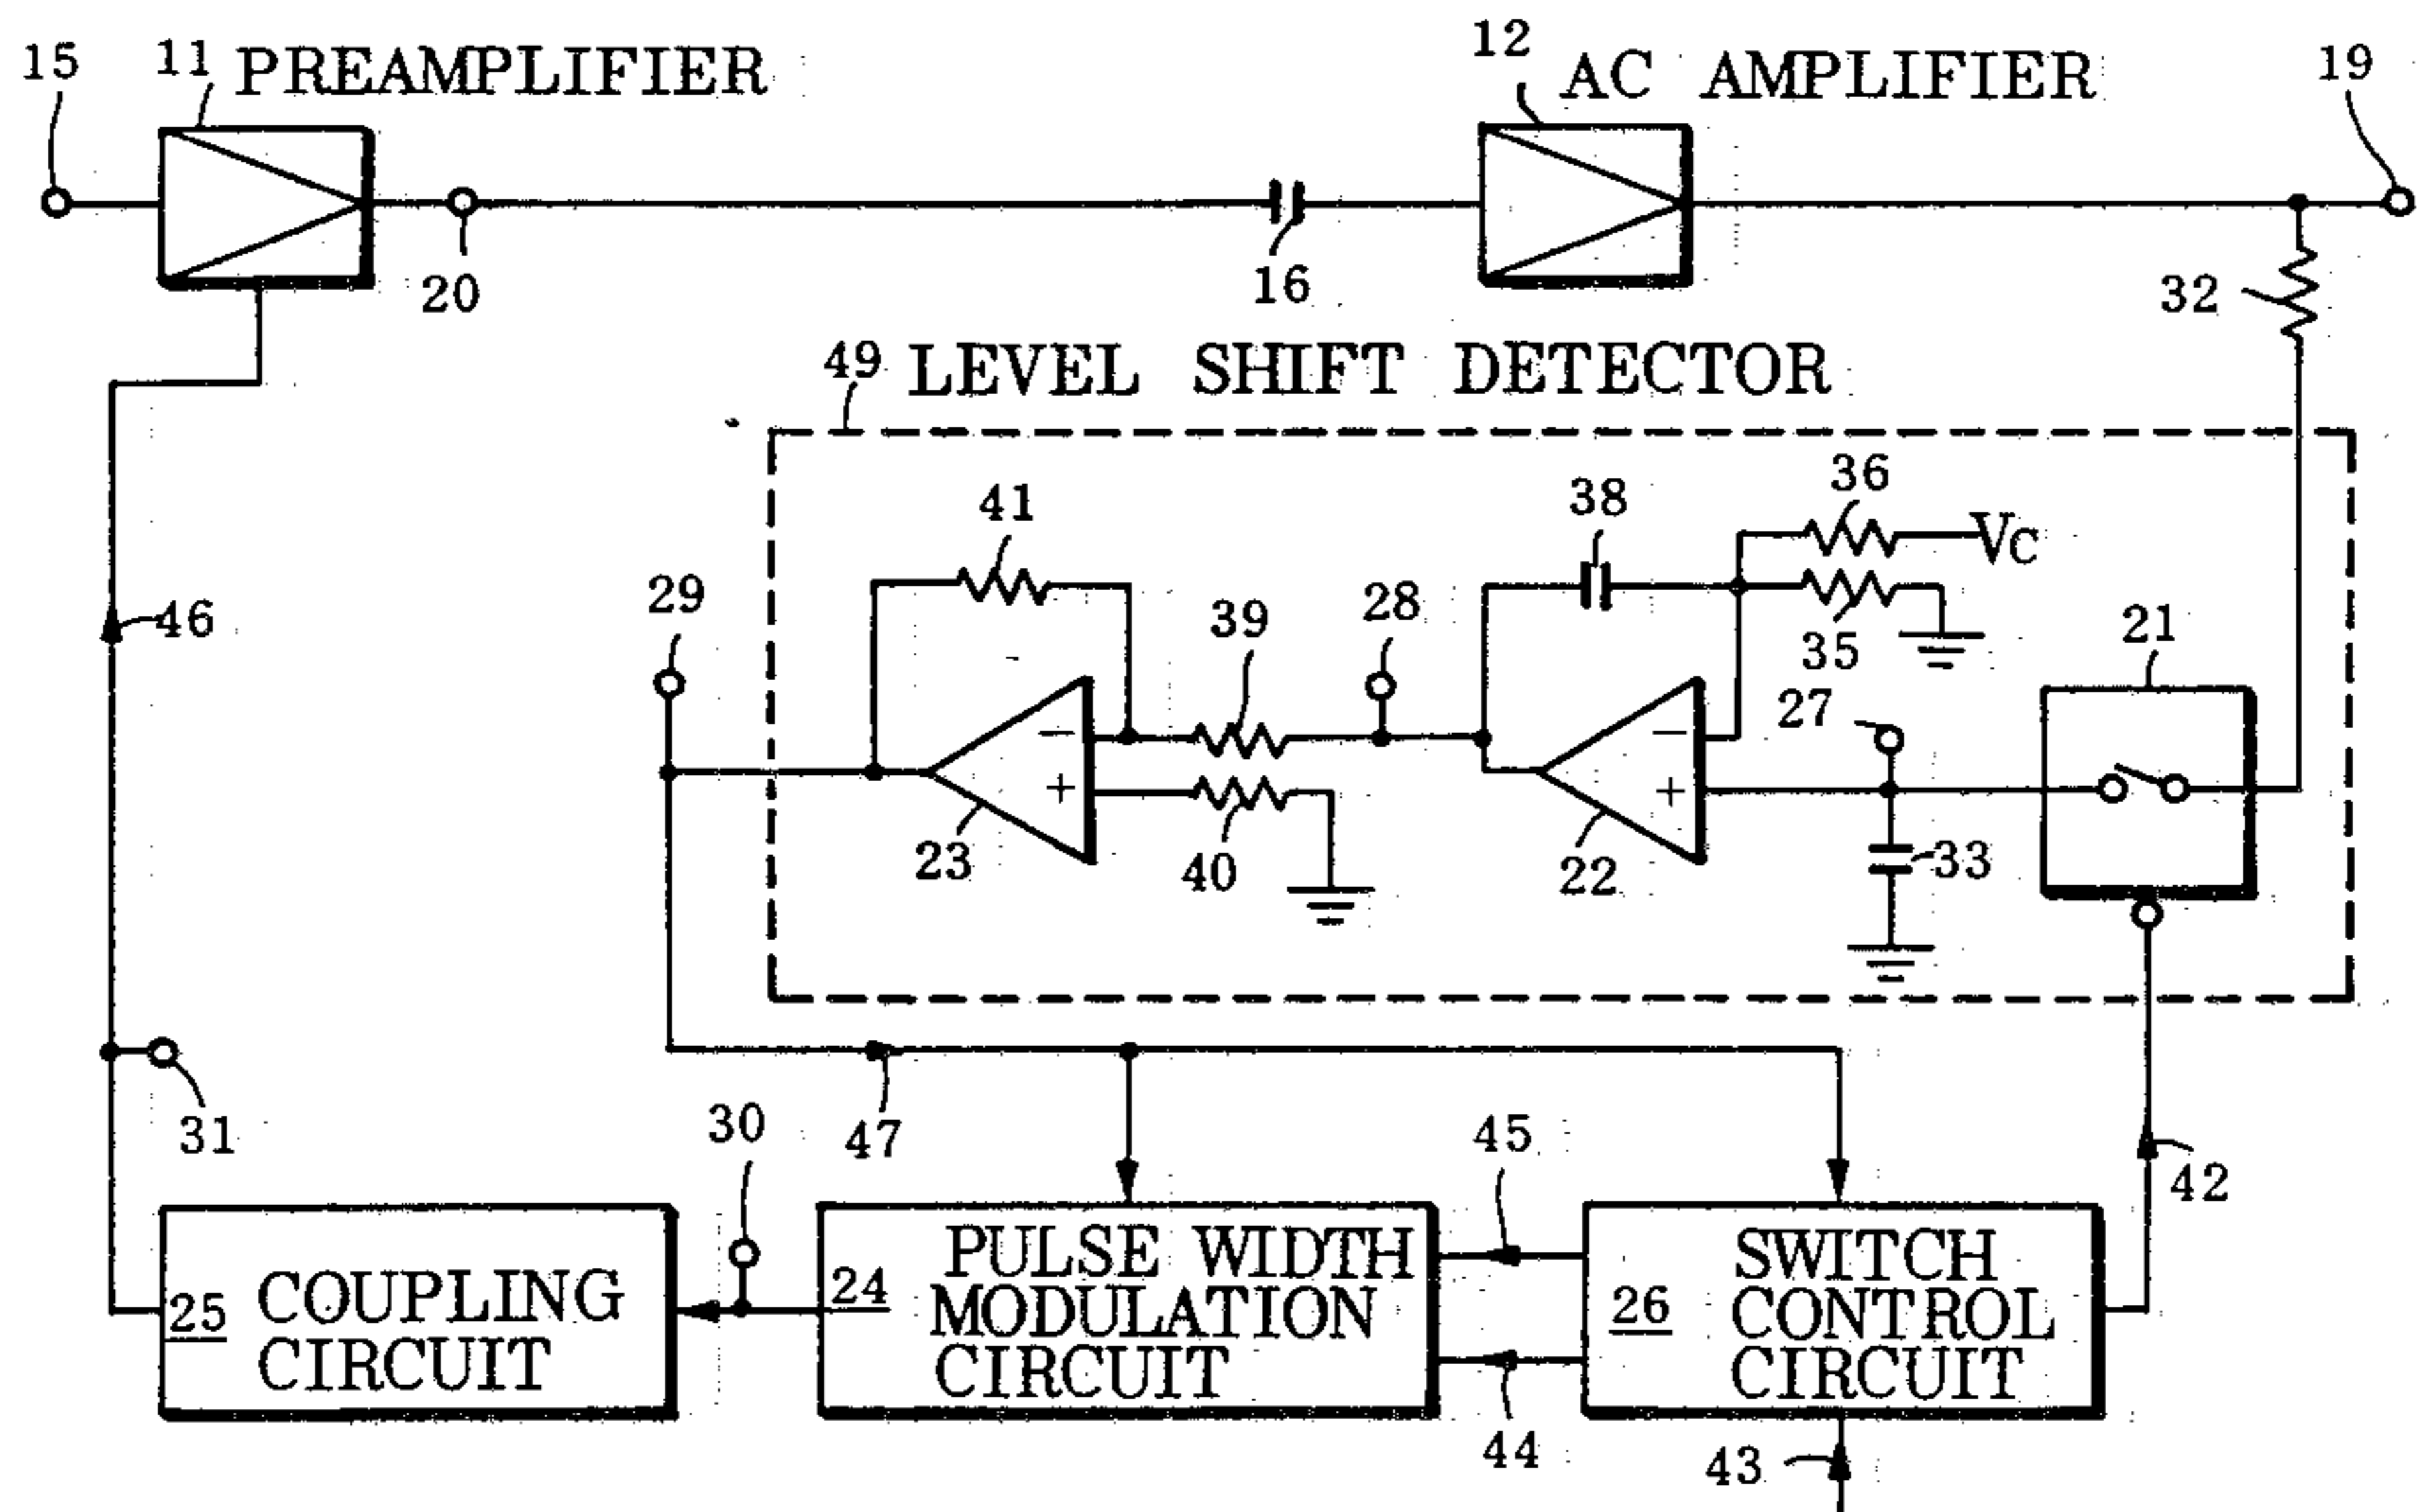 15
11 PREAMPLIFIER
12 AC AMPLIFIER
19
20
16
32
49 LEVEL SHIFT DETECTOR
36
VC
38
41
28
29
39
35
21
46
27
−
−
+
+
23
40
22
33
31
30
47
45
42
25 COUPLING
CIRCUIT
24 PULSE WIDTH
MODULATION
CIRCUIT
26 SWITCH
CONTROL
CIRCUIT
44
43